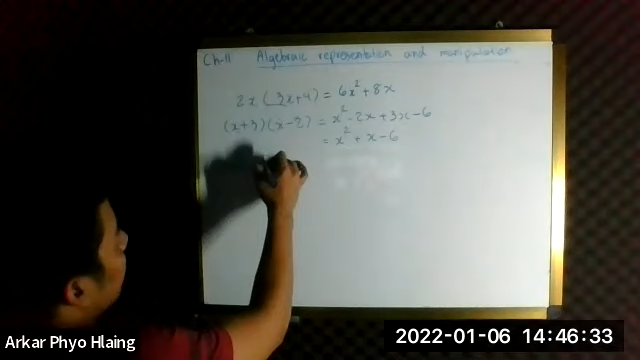 Ch-11 Algebraic representation and manipulation
2x (3x+4) = 6x² + 8x
(x+3)(x-2) = x² - 2x + 3x - 6
= x² + x - 6
Arkar Phyo Hlaing
2022-01-06 14:46:33